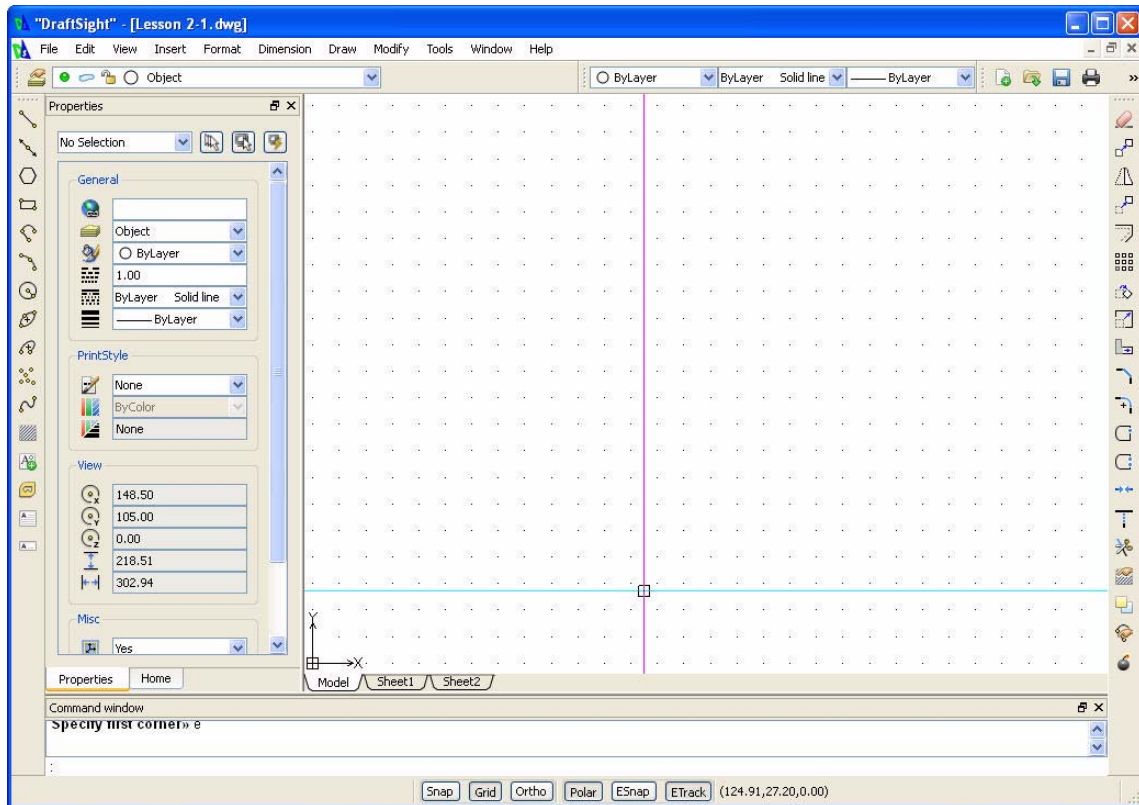 "DraftSight" - [Lesson 2-1.dwg]
File Edit View Insert Format Dimension Draw Modify Tools Window Help
Object
ByLayer
ByLayer Solid line
ByLayer
»
Properties
No Selection
General
Object
ByLayer
1.00
ByLayer Solid line
ByLayer
PrintStyle
None
ByColor
None
View
148.50
105.00
0.00
218.51
302.94
Misc
Yes
Properties Home
Y
X
Model Sheet1 Sheet2
Command window
Specify first corner» e
:
Snap Grid Ortho Polar ESnap ETrack (124.91,27.20,0.00)